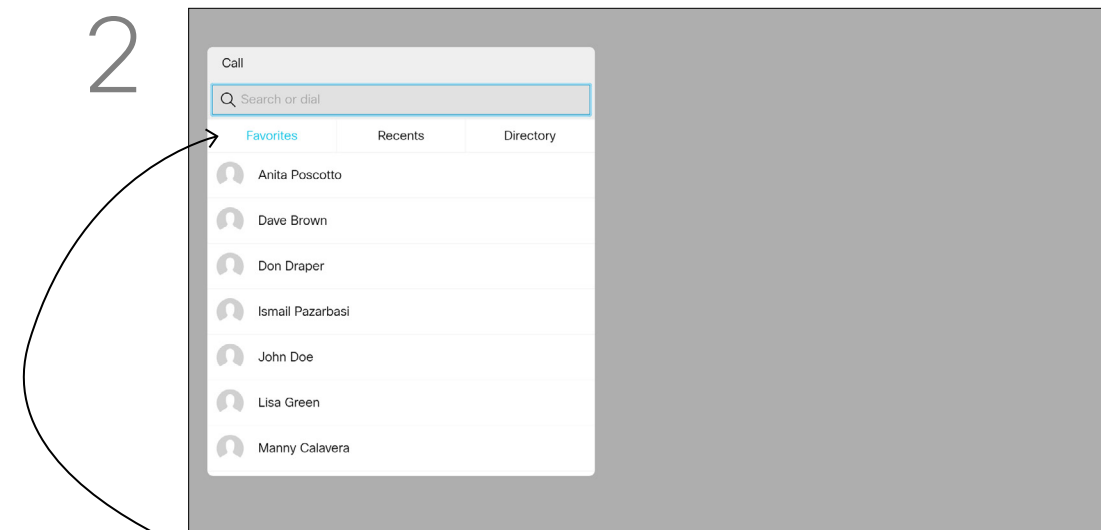 2
Call
Search or dial
Favorites Recents Directory
Anita Poscotto
Dave Brown
Don Draper
Ismail Pazarbasi
John Doe
Lisa Green
Manny Calavera